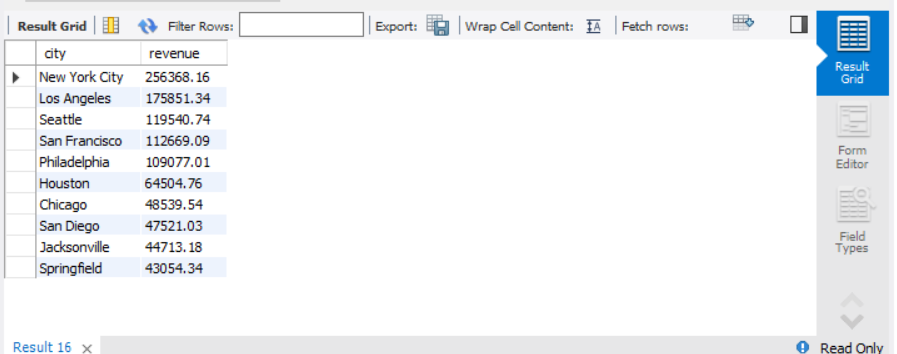 Result Grid Filter Rows: Export: Wrap Cell Content: Fetch rows:
city revenue
New York City 256368.16
Los Angeles 175851.34
Seattle 119540.74
San Francisco 112669.09
Philadelphia 109077.01
Houston 64504.76
Chicago 48539.54
San Diego 47521.03
Jacksonville 44713.18
Springfield 43054.34
Result
Grid
Form
Editor
Field
Types
Result 16 Read Only